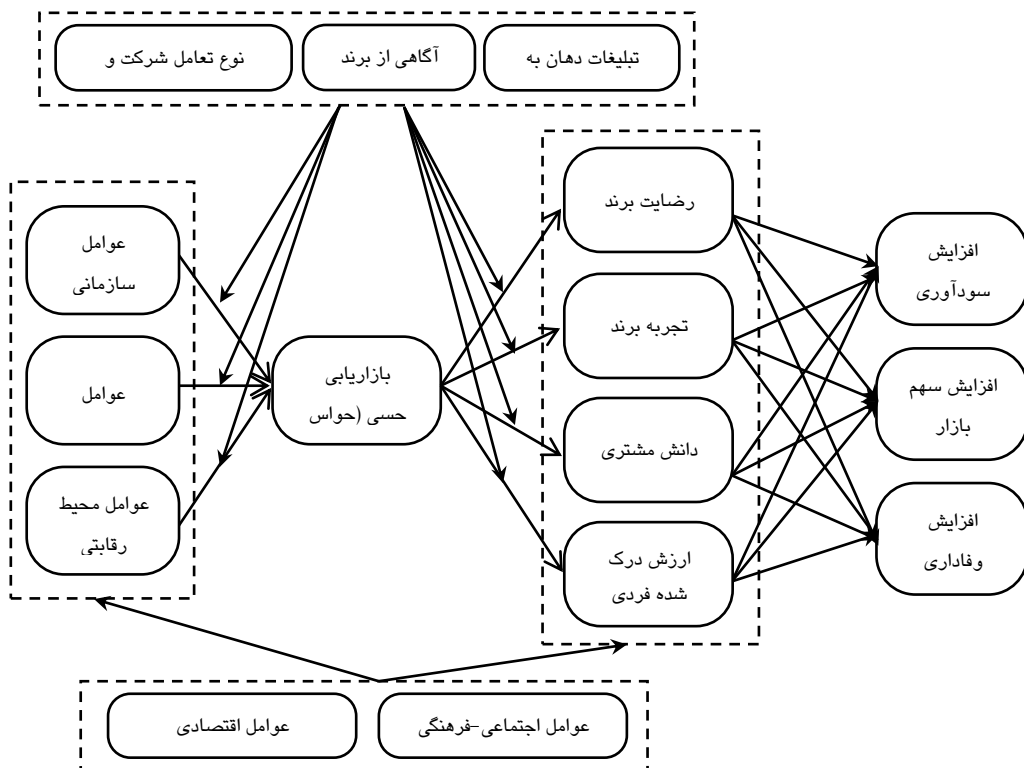 تبلیغات دهان به
آگاهی از برند
نوع تعامل شرکت و
عوامل
سازمانی
عوامل
عوامل محیط
رقابتی
بازاریابی
حسی (حواس
رضایت برند
تجربه برند
دانش مشتری
ارزش درک
شده فردی
افزایش
سودآوری
افزایش سهم
بازار
افزایش
وفاداری
عوامل اجتماعی-فرهنگی
عوامل اقتصادی